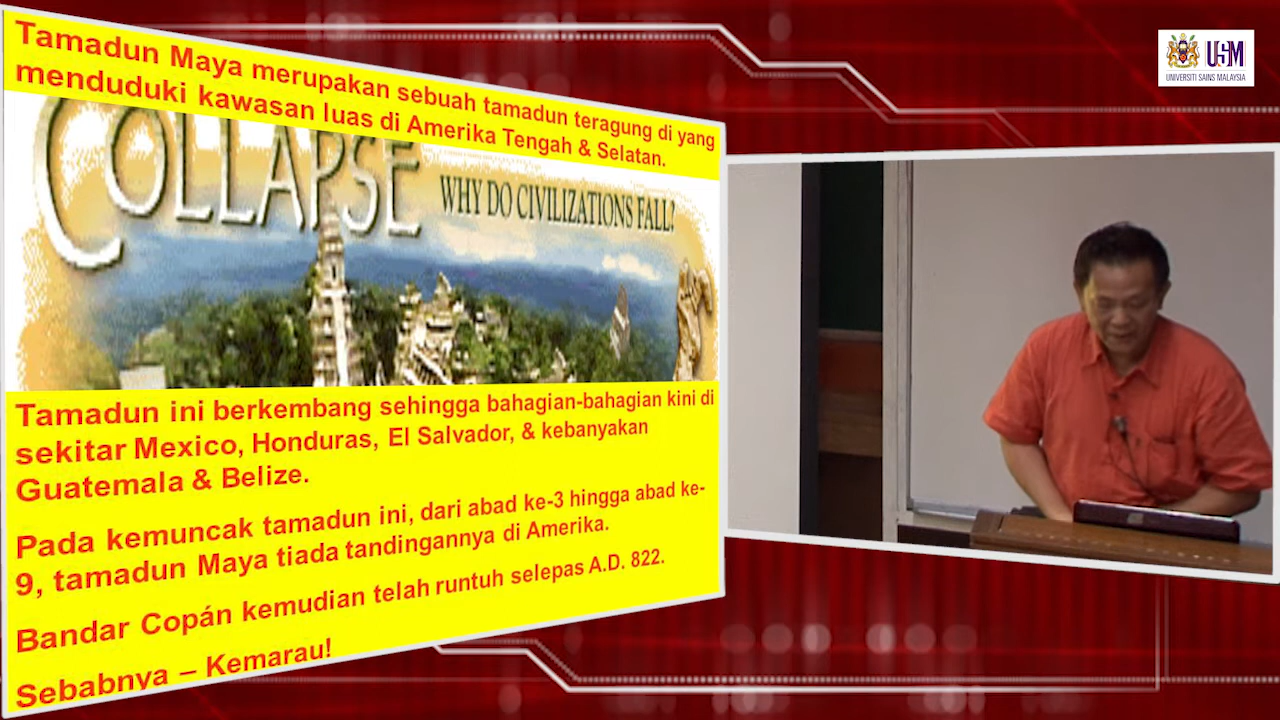 Tamadun Maya merupakan sebuah tamadun teragung di yang
menduduki kawasan luas di Amerika Tengah & Selatan.
COLLAPSE
WHY DO CIVILIZATIONS FALL?
Tamadun ini berkembang sehingga bahagian-bahagian kini di
sekitar Mexico, Honduras, El Salvador, & kebanyakan
Guatemala & Belize.
Pada kemuncak tamadun ini, dari abad ke-3 hingga abad ke-
9, tamadun Maya tiada tandingannya di Amerika.
Bandar Copán kemudian telah runtuh selepas A.D. 822.
Sebabnya – Kemarau!
USM
UNIVERSITI SAINS MALAYSIA